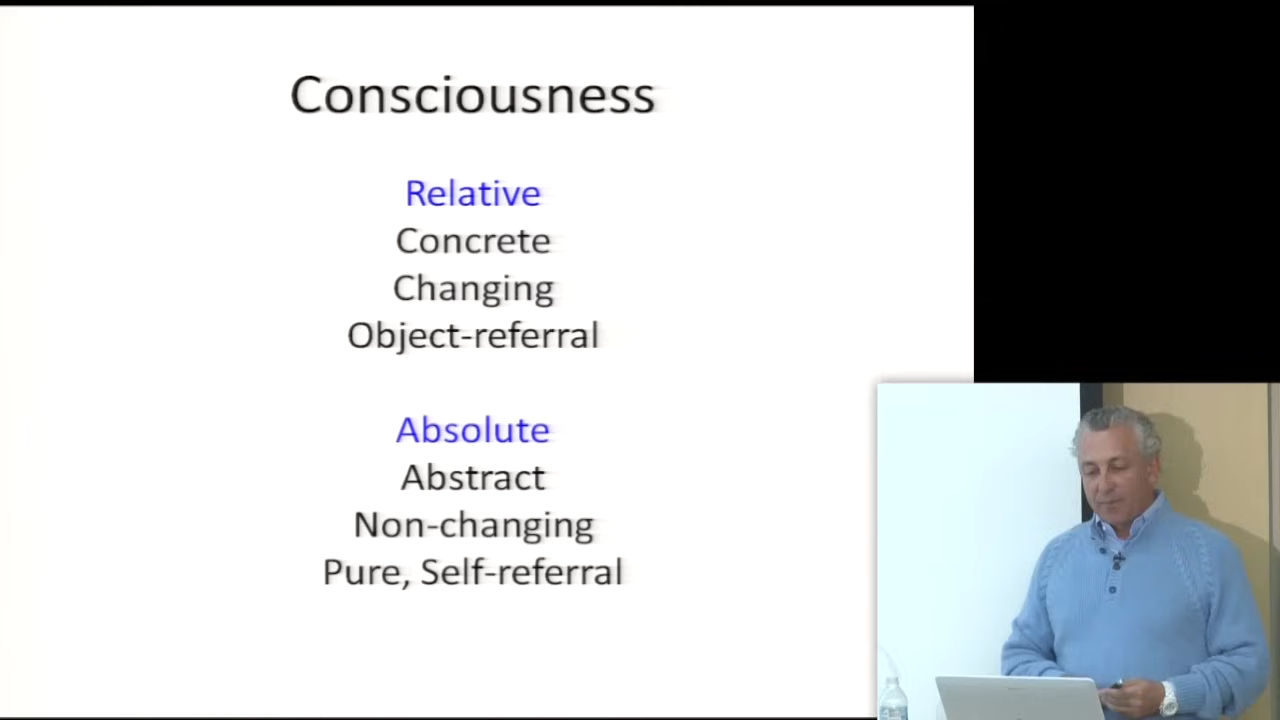 Consciousness
Relative
Concrete
Changing
Object-referral
Absolute
Abstract
Non-changing
Pure, Self-referral